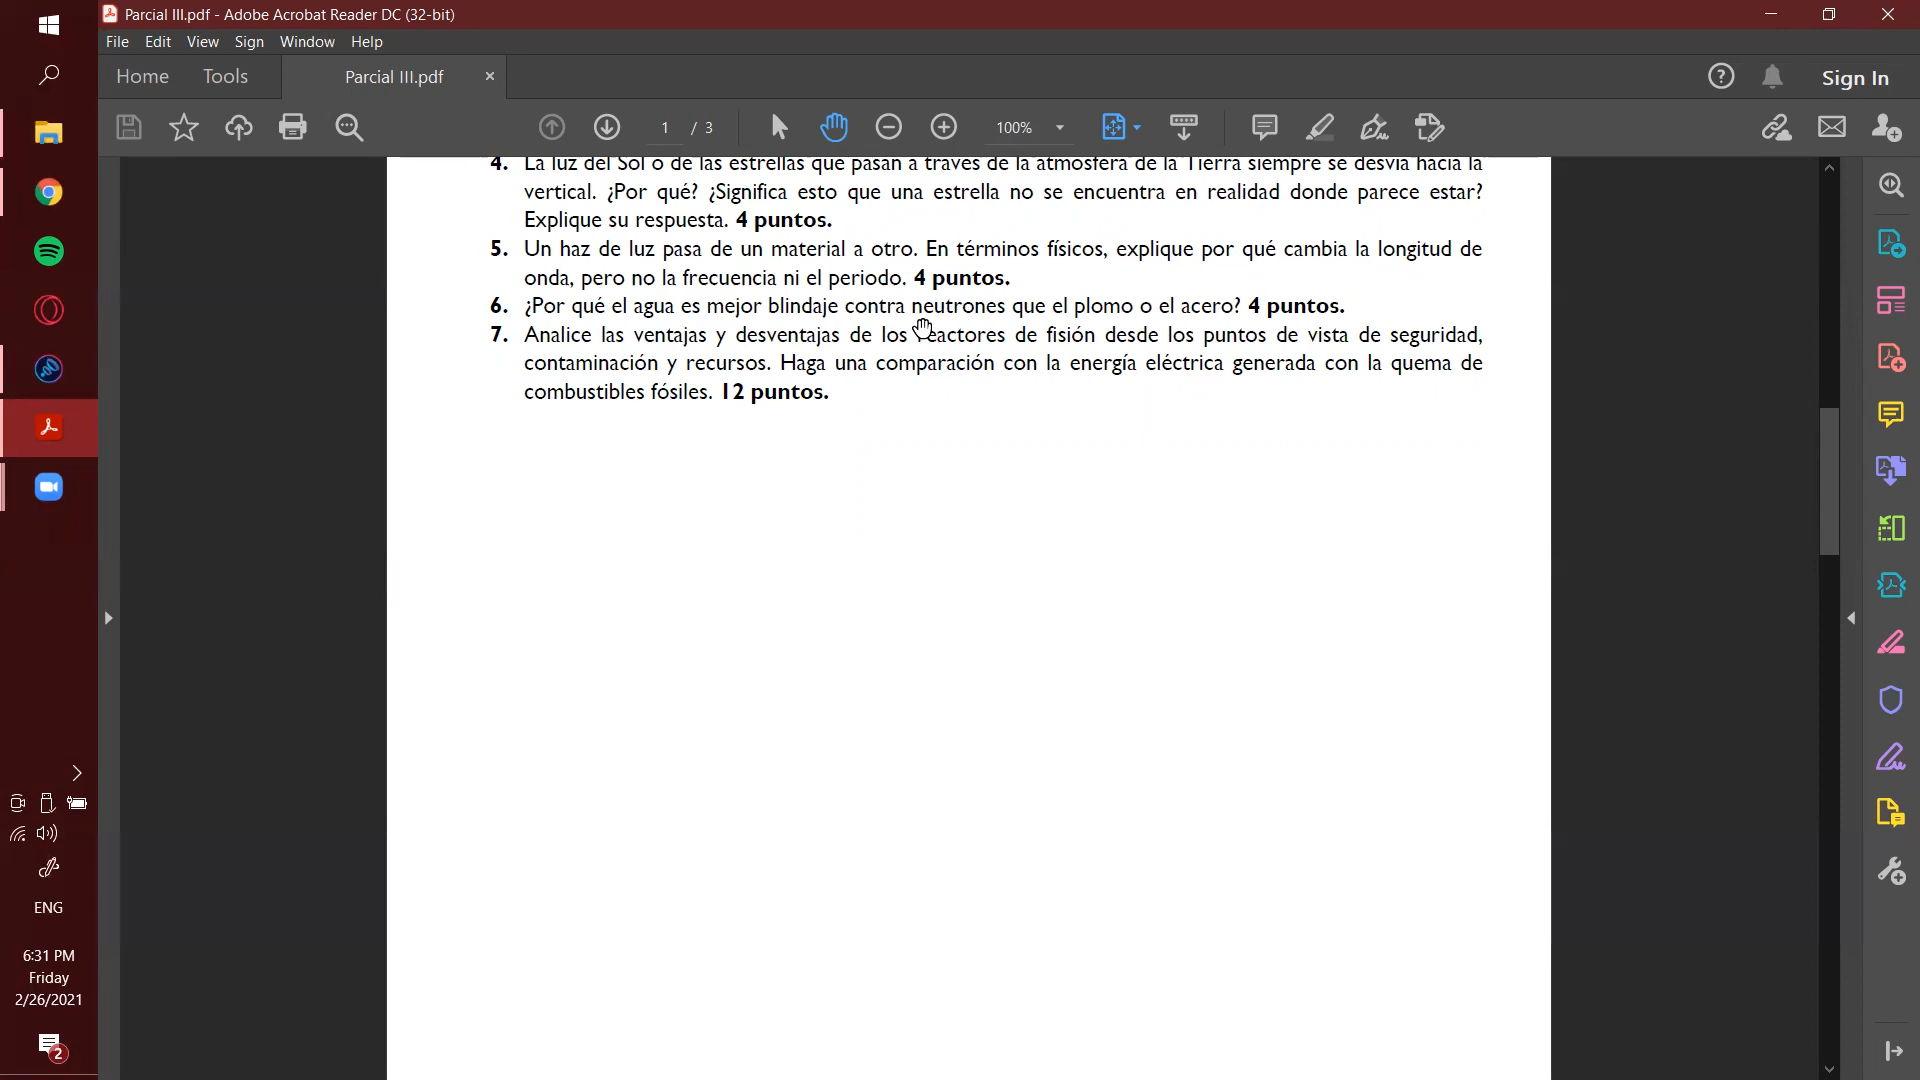 Parcial III.pdf - Adobe Acrobat Reader DC (32-bit)
File Edit View Sign Window Help
Home Tools Parcial III.pdf × Sign In
1 / 3 100%
4. La luz del Sol o de las estrellas que pasan a través de la atmósfera de la Tierra siempre se desvía hacia la
vertical. ¿Por qué? ¿Significa esto que una estrella no se encuentra en realidad donde parece estar?
Explique su respuesta. 4 puntos.
5. Un haz de luz pasa de un material a otro. En términos físicos, explique por qué cambia la longitud de
onda, pero no la frecuencia ni el periodo. 4 puntos.
6. ¿Por qué el agua es mejor blindaje contra neutrones que el plomo o el acero? 4 puntos.
7. Analice las ventajas y desventajas de los reactores de fisión desde los puntos de vista de seguridad,
contaminación y recursos. Haga una comparación con la energía eléctrica generada con la quema de
combustibles fósiles. 12 puntos.
ENG
6:31 PM
Friday
2/26/2021
2